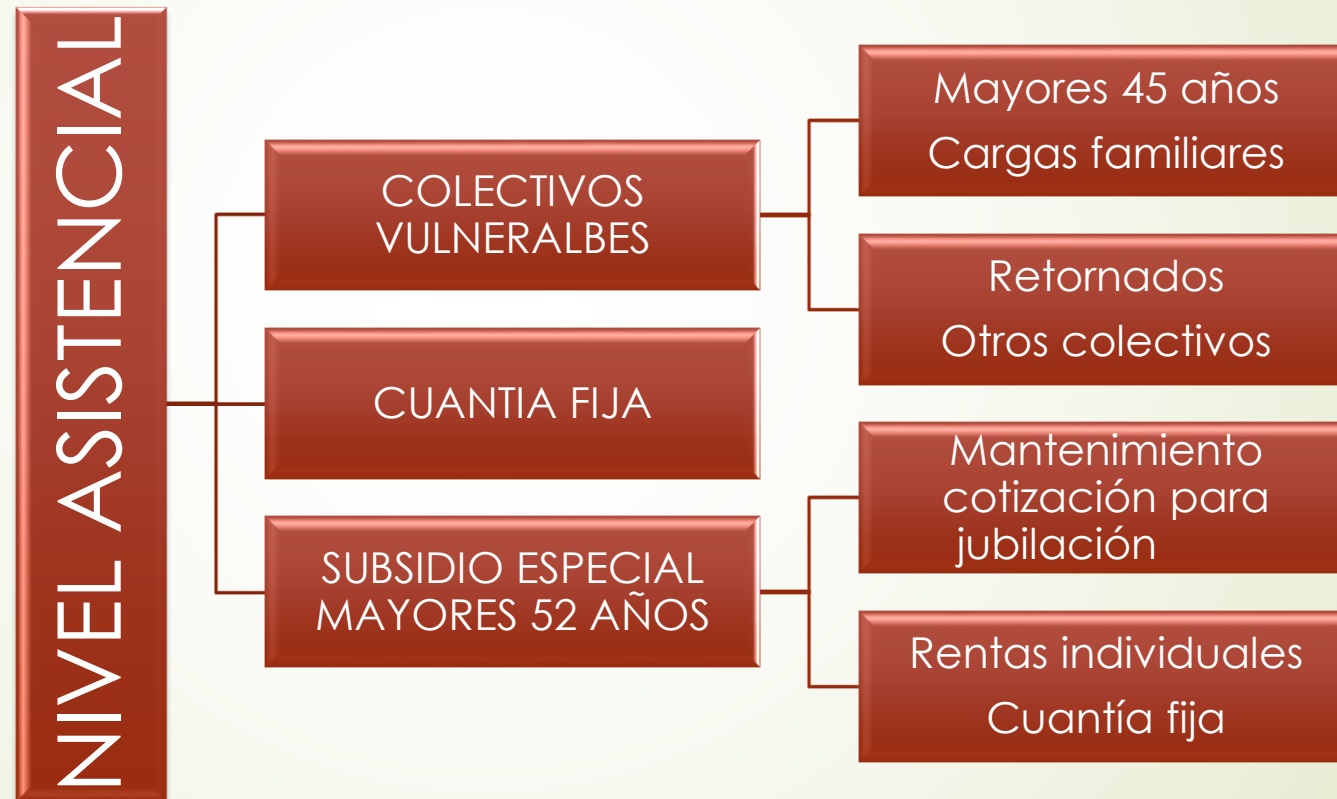 NIVEL ASISTENCIAL
COLECTIVOS
VULNERALBES
Mayores 45 años
Cargas familiares
Retornados
Otros colectivos
CUANTIA FIJA
SUBSIDIO ESPECIAL
MAYORES 52 AÑOS
Mantenimiento
cotización para
jubilación
Rentas individuales
Cuantía fija